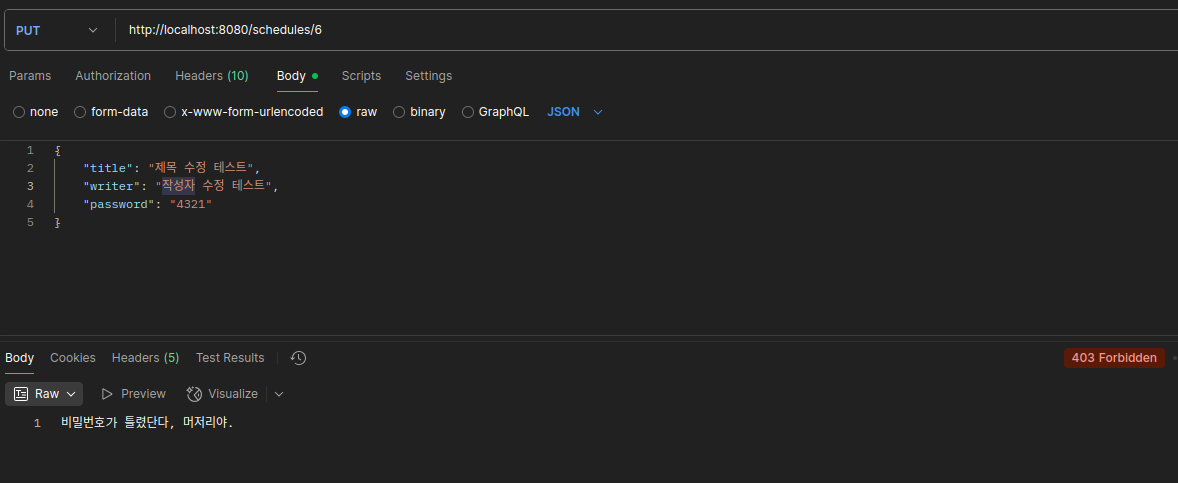 PUT http://localhost:8080/schedules/6
Params Authorization Headers (10) Body Scripts Settings
none form-data x-www-form-urlencoded raw binary GraphQL JSON
1 {
2 "title": "제목 수정 테스트",
3 "writer": "작성자 수정 테스트",
4 "password": "4321"
5 }
Body Cookies Headers (5) Test Results 403 Forbidden
Raw Preview Visualize
1 비밀번호가 틀렸단다, 머저리야.